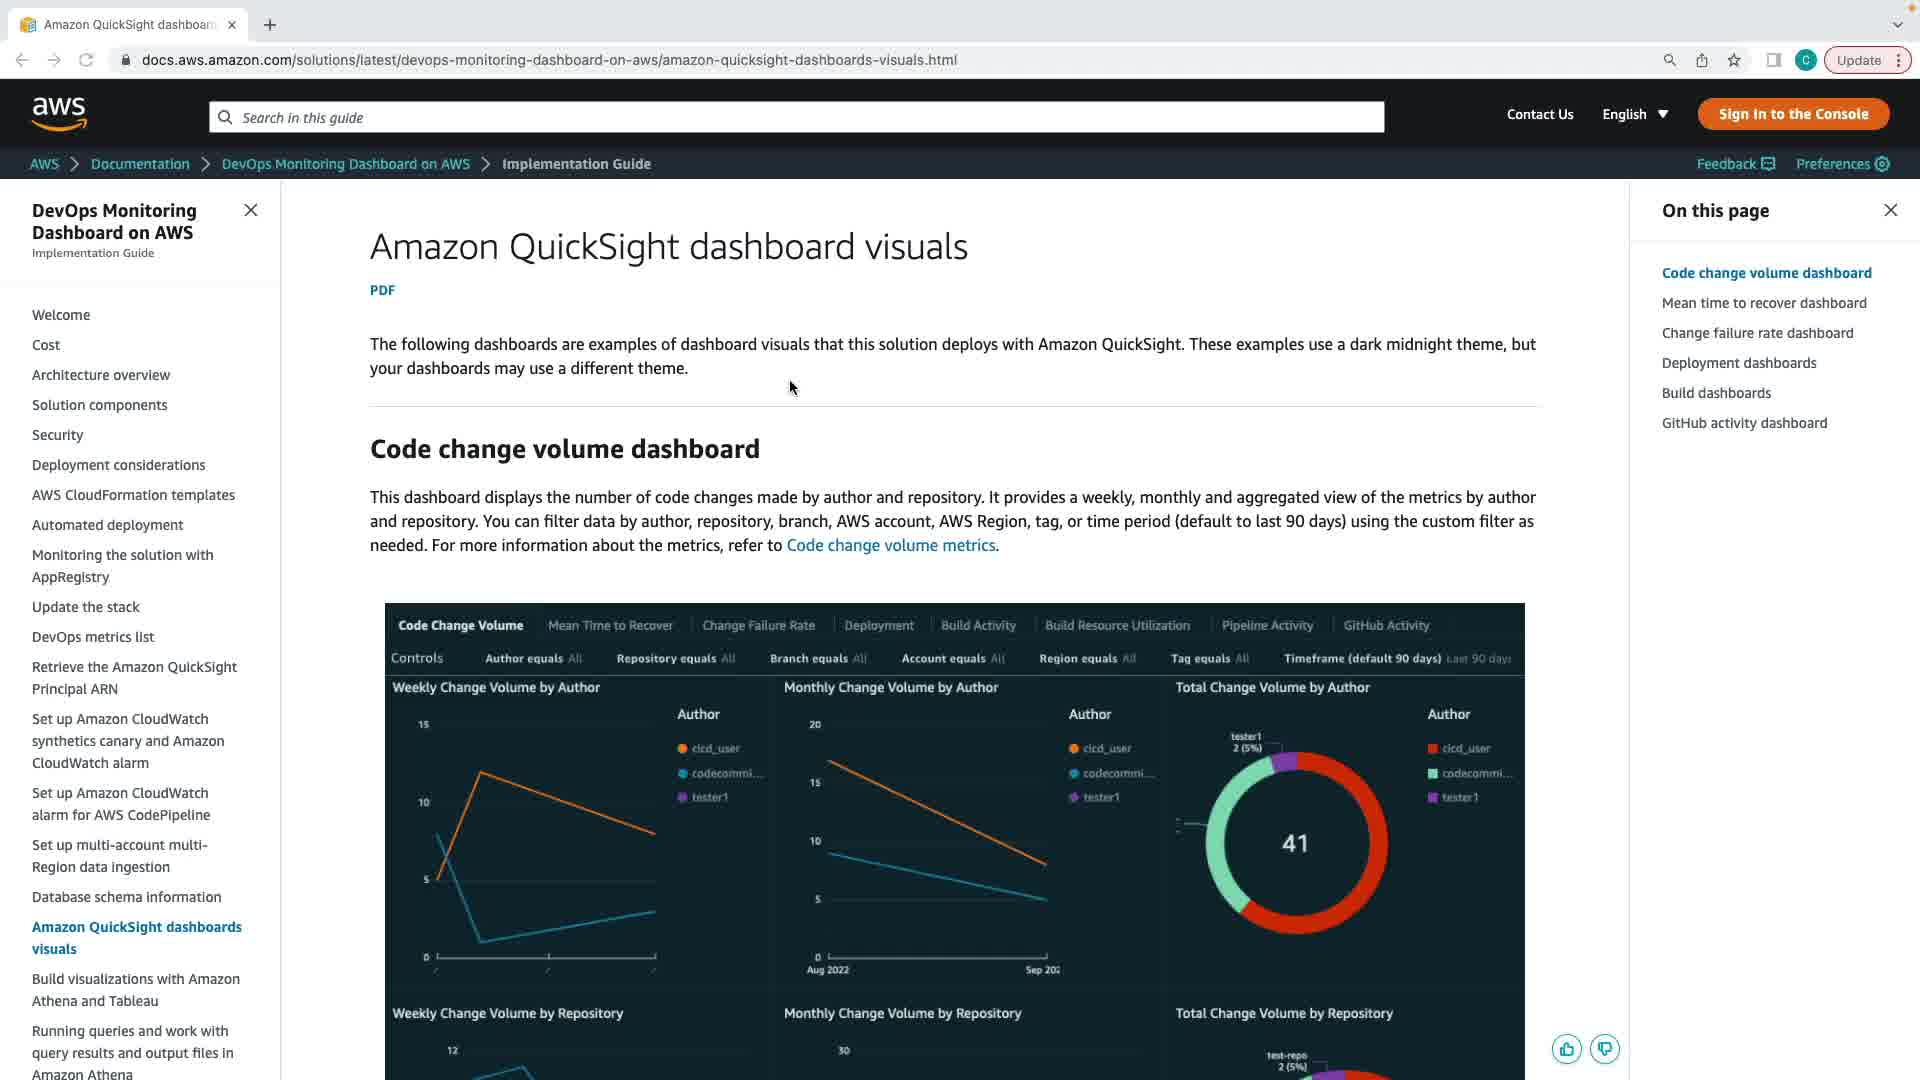 Amazon QuickSight dashboard
docs.aws.amazon.com/solutions/latest/devops-monitoring-dashboard-on-aws/amazon-quicksight-dashboards-visuals.html
C
Update
aws
Search in this guide
Contact Us
English
Sign In to the Console
AWS
Documentation
DevOps Monitoring Dashboard on AWS
Implementation Guide
Feedback
Preferences
DevOps Monitoring
Dashboard on AWS
Implementation Guide
Welcome
Cost
Architecture overview
Solution components
Security
Deployment considerations
AWS CloudFormation templates
Automated deployment
Monitoring the solution with
AppRegistry
Update the stack
DevOps metrics list
Retrieve the Amazon QuickSight
Principal ARN
Set up Amazon CloudWatch
synthetics canary and Amazon
CloudWatch alarm
Set up Amazon CloudWatch
alarm for AWS CodePipeline
Set up multi-account multi-
Region data ingestion
Database schema information
Amazon QuickSight dashboards
visuals
Build visualizations with Amazon
Athena and Tableau
Running queries and work with
query results and output files in
Amazon Athena
Amazon QuickSight dashboard visuals
PDF
The following dashboards are examples of dashboard visuals that this solution deploys with Amazon QuickSight. These examples use a dark midnight theme, but
your dashboards may use a different theme.
Code change volume dashboard
This dashboard displays the number of code changes made by author and repository. It provides a weekly, monthly and aggregated view of the metrics by author
and repository. You can filter data by author, repository, branch, AWS account, AWS Region, tag, or time period (default to last 90 days) using the custom filter as
needed. For more information about the metrics, refer to Code change volume metrics.
Code Change Volume
Mean Time to Recover
Change Failure Rate
Deployment
Build Activity
Build Resource Utilization
Pipeline Activity
GitHub Activity
Controls
Author equals All
Repository equals All
Branch equals All
Account equals All
Region equals All
Tag equals All
Timeframe (default 90 days) Last 90 days
Weekly Change Volume by Author
15
10
5
0
Author
cicd_user
codecommi...
tester1
Monthly Change Volume by Author
20
15
10
5
0
Aug 2022
Sep 202
Author
cicd_user
codecommi...
tester1
Total Change Volume by Author
tester1
2 (5%)
41
Author
cicd_user
codecommi...
tester1
Weekly Change Volume by Repository
12
Monthly Change Volume by Repository
30
Total Change Volume by Repository
test-repo
2 (5%)
On this page
Code change volume dashboard
Mean time to recover dashboard
Change failure rate dashboard
Deployment dashboards
Build dashboards
GitHub activity dashboard